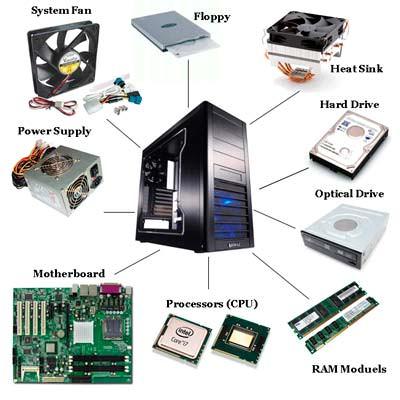 System Fan
Floppy
Heat Sink
Hard Drive
Power Supply
Optical Drive
Motherboard
Processors (CPU)
intel
Core i7
RAM Moduels